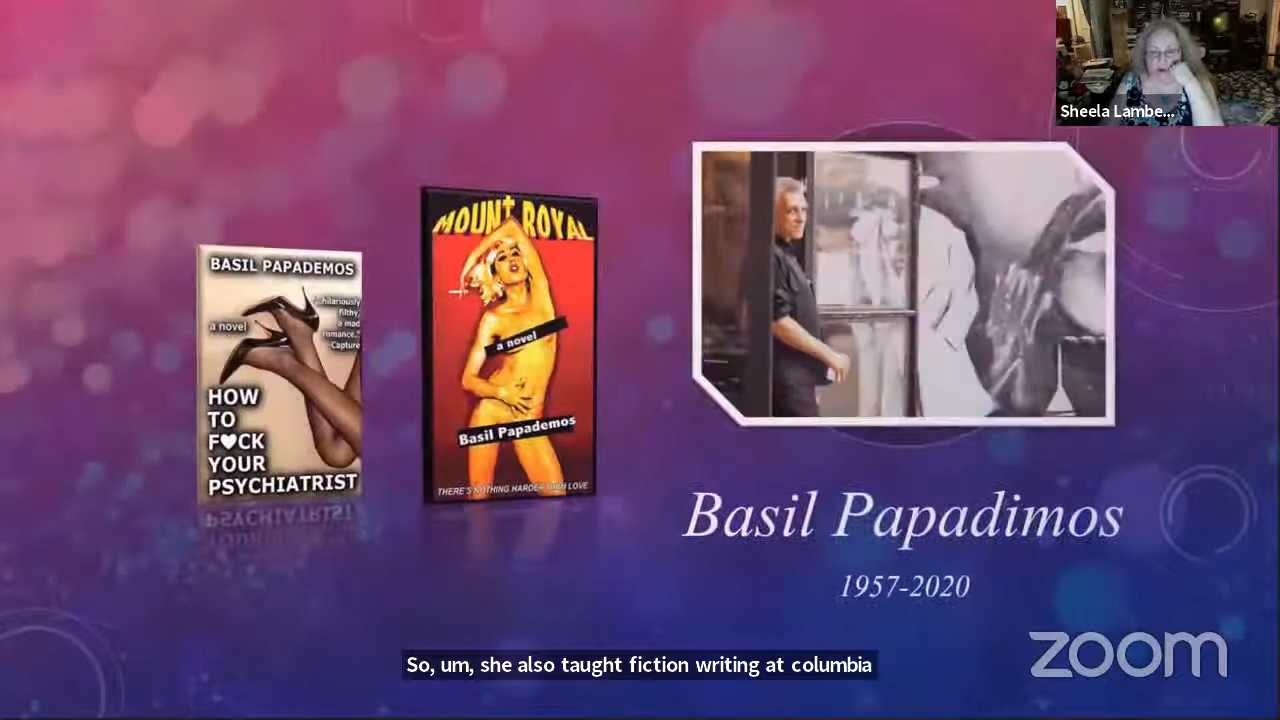 Sheela Lambe...
BASIL PAPADEMOS
"...hilariously
filthy,
a mad
romance..."
-Capture
a novel
HOW
TO
F♥CK
YOUR
PSYCHIATRIST
MOUNT ROYAL
a novel
Basil Papademos
THERE'S NOTHING HARDER THAN LOVE
Basil Papadimos
1957-2020
So, um, she also taught fiction writing at columbia
zoom